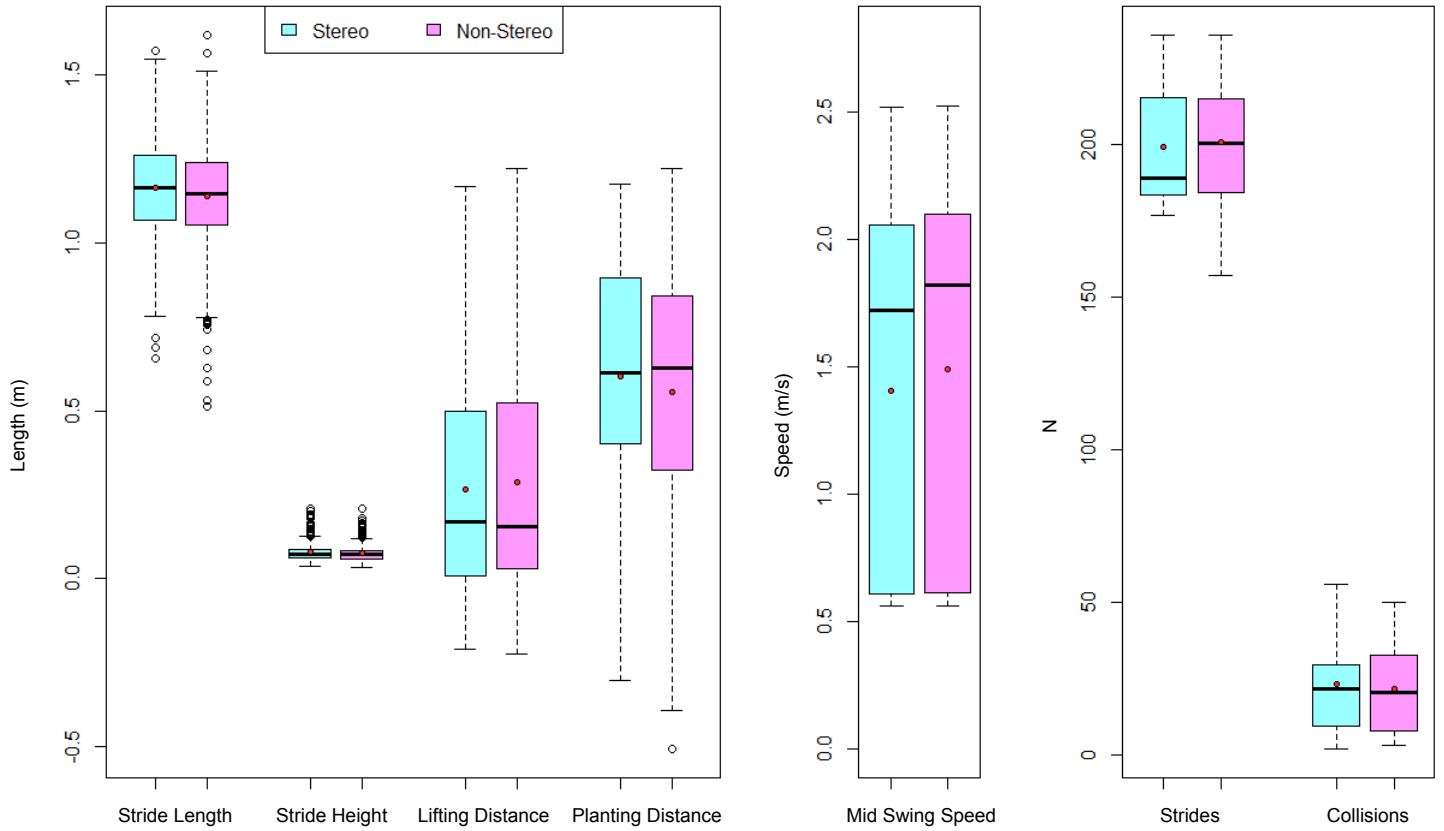 Stereo Non-Stereo
Length (m)
1.5
1.0
0.5
0.0
-0.5
Stride Length Stride Height Lifting Distance Planting Distance
Speed (m/s)
2.5
2.0
1.5
1.0
0.5
0.0
Mid Swing Speed
N
200
150
100
50
0
Strides Collisions